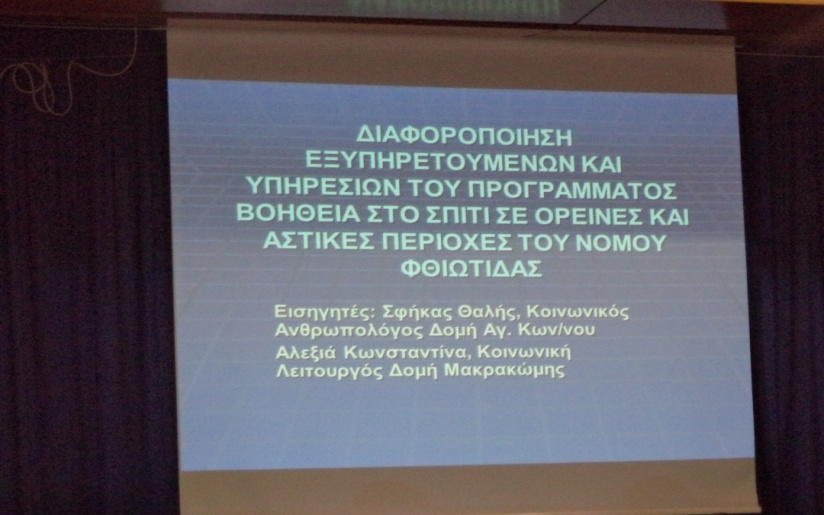 ΔΙΑΦΟΡΟΠΟΙΗΣΗ
ΕΞΥΠΗΡΕΤΟΥΜΕΝΩΝ ΚΑΙ
ΥΠΗΡΕΣΙΩΝ ΤΟΥ ΠΡΟΓΡΑΜΜΑΤΟΣ
ΒΟΗΘΕΙΑ ΣΤΟ ΣΠΙΤΙ ΣΕ ΟΡΕΙΝΕΣ ΚΑΙ
ΑΣΤΙΚΕΣ ΠΕΡΙΟΧΕΣ ΤΟΥ ΝΟΜΟΥ
ΦΘΙΩΤΙΔΑΣ
Εισηγητές: Σφήκας Θαλής, Κοινωνικός
Ανθρωπολόγος Δομή Αγ. Κων/νου
Αλεξιά Κωνσταντίνα, Κοινωνική
Λειτουργός Δομή Μακρακώμης